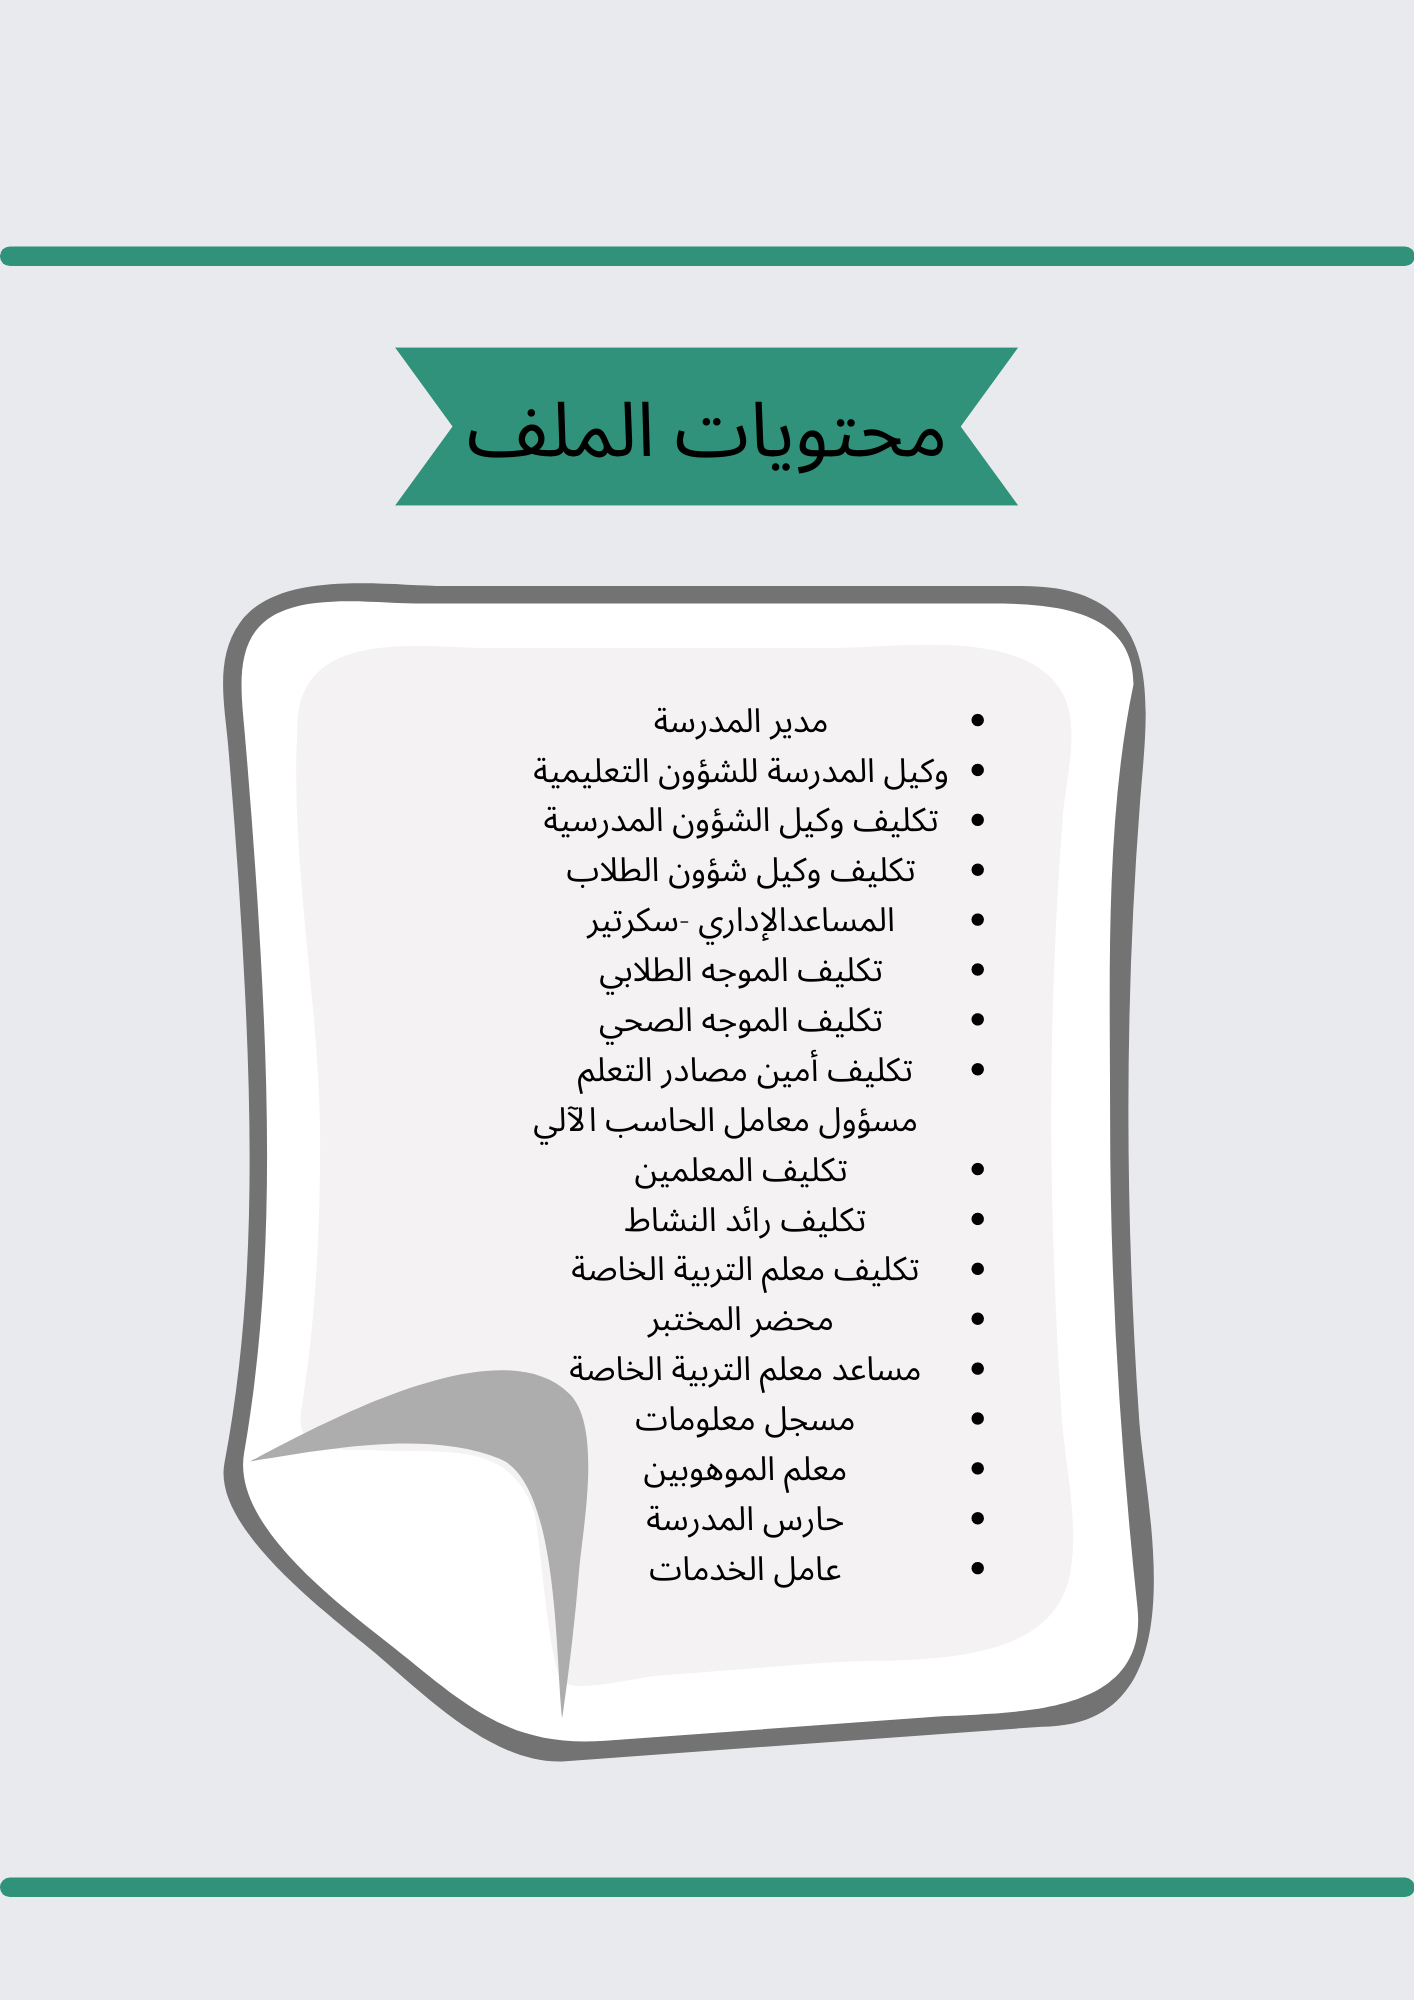 محتويات الملف
• مدير المدرسة
• وكيل المدرسة للشؤون التعليمية
• تكليف وكيل الشؤون المدرسية
• تكليف وكيل شؤون الطلاب
• المساعدالإداري -سكرتير
• تكليف الموجه الطلابي
• تكليف الموجه الصحي
• تكليف أمين مصادر التعلم
مسؤول معامل الحاسب الآلي
• تكليف المعلمين
• تكليف رائد النشاط
• تكليف معلم التربية الخاصة
• محضر المختبر
• مساعد معلم التربية الخاصة
• مسجل معلومات
• معلم الموهوبين
• حارس المدرسة
• عامل الخدمات